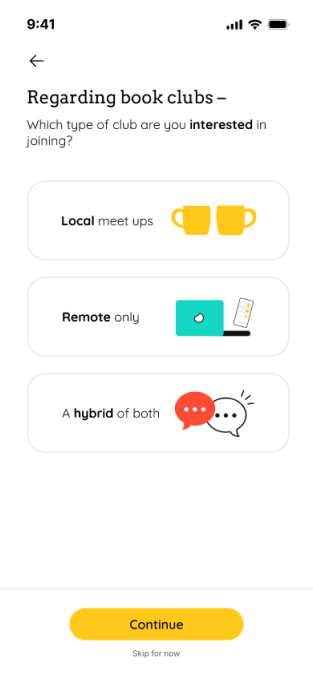 9:41
Regarding book clubs –
Which type of club are you interested in
joining?
Local meet ups
Remote only
A hybrid of both
Continue
Skip for now